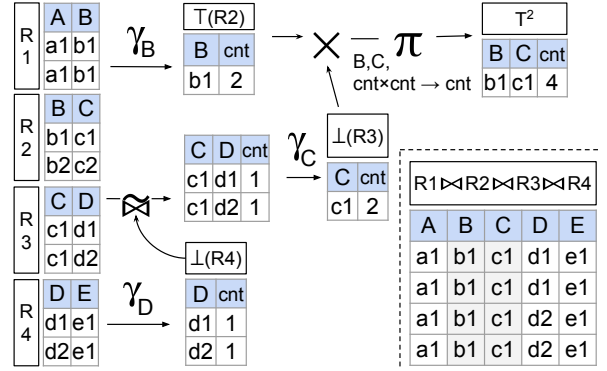 R1
A B
a1 b1
a1 b1
γB
⊤(R2)
B cnt
b1 2
× π
B,C,
cnt×cnt → cnt
T²
B C cnt
b1 c1 4
R2
B C
b1 c1
b2 c2
R3
C D
c1 d1
c1 d2
⋈
C D cnt
c1 d1 1
c1 d2 1
γC
⊥(R3)
C cnt
c1 2
R4
D E
d1 e1
d2 e1
γD
⊥(R4)
D cnt
d1 1
d2 1
R1⋈R2⋈R3⋈R4
A B C D E
a1 b1 c1 d1 e1
a1 b1 c1 d1 e1
a1 b1 c1 d2 e1
a1 b1 c1 d2 e1